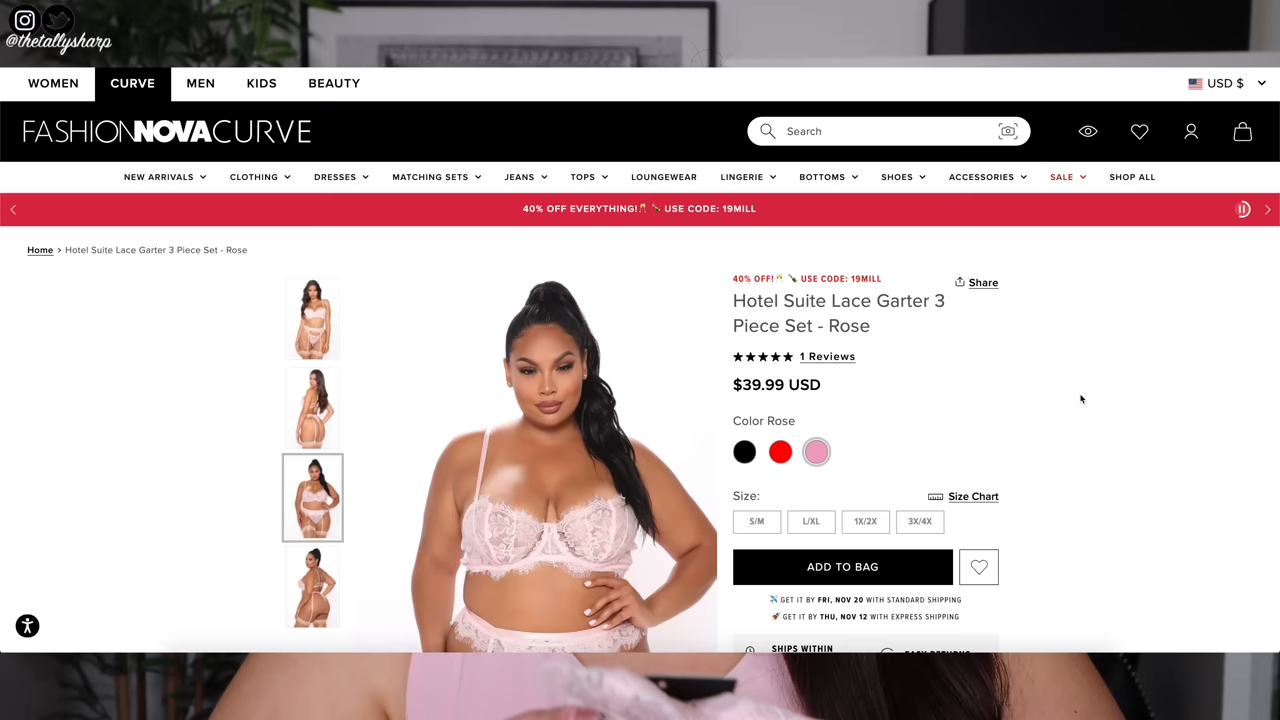 @thetallysharp
WOMEN CURVE MEN KIDS BEAUTY USD $
FASHIONNOVACURVE
Search
NEW ARRIVALS CLOTHING DRESSES MATCHING SETS JEANS TOPS LOUNGEWEAR LINGERIE BOTTOMS SHOES ACCESSORIES SALE SHOP ALL
40% OFF EVERYTHING! USE CODE: 19MILL
Home > Hotel Suite Lace Garter 3 Piece Set - Rose
40% OFF! USE CODE: 19MILL
Share
Hotel Suite Lace Garter 3
Piece Set - Rose
1 Reviews
$39.99 USD
Color Rose
Size:
Size Chart
S/M L/XL 1X/2X 3X/4X
ADD TO BAG
GET IT BY FRI, NOV 20 WITH STANDARD SHIPPING
GET IT BY THU, NOV 12 WITH EXPRESS SHIPPING
SHIPS WITHIN